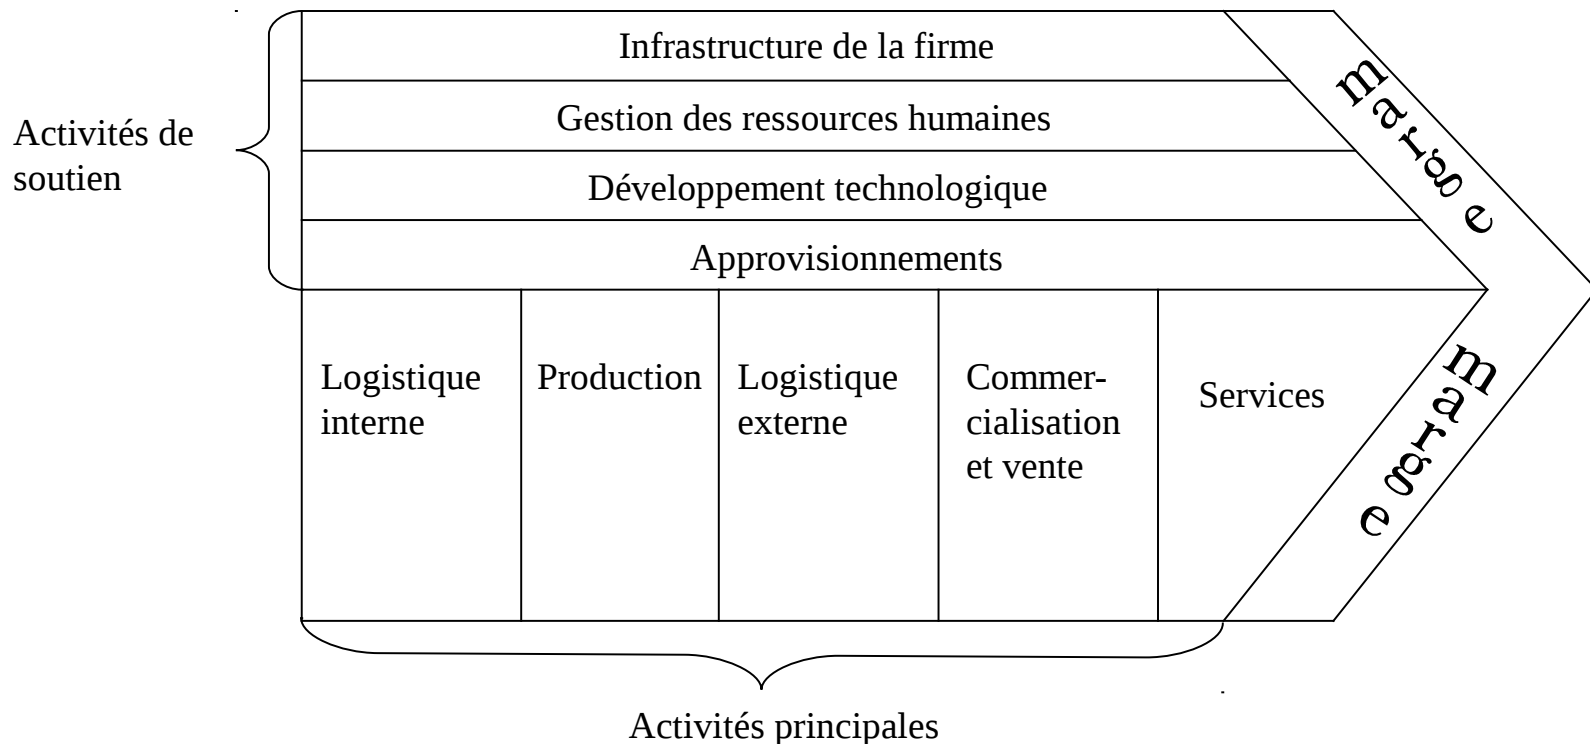 Infrastructure de la firme
Gestion des ressources humaines
Développement technologique
Approvisionnements
Activités de
soutien
marge
Logistique
interne
Production
Logistique
externe
Commer-
cialisation
et vente
Services
marge
Activités principales